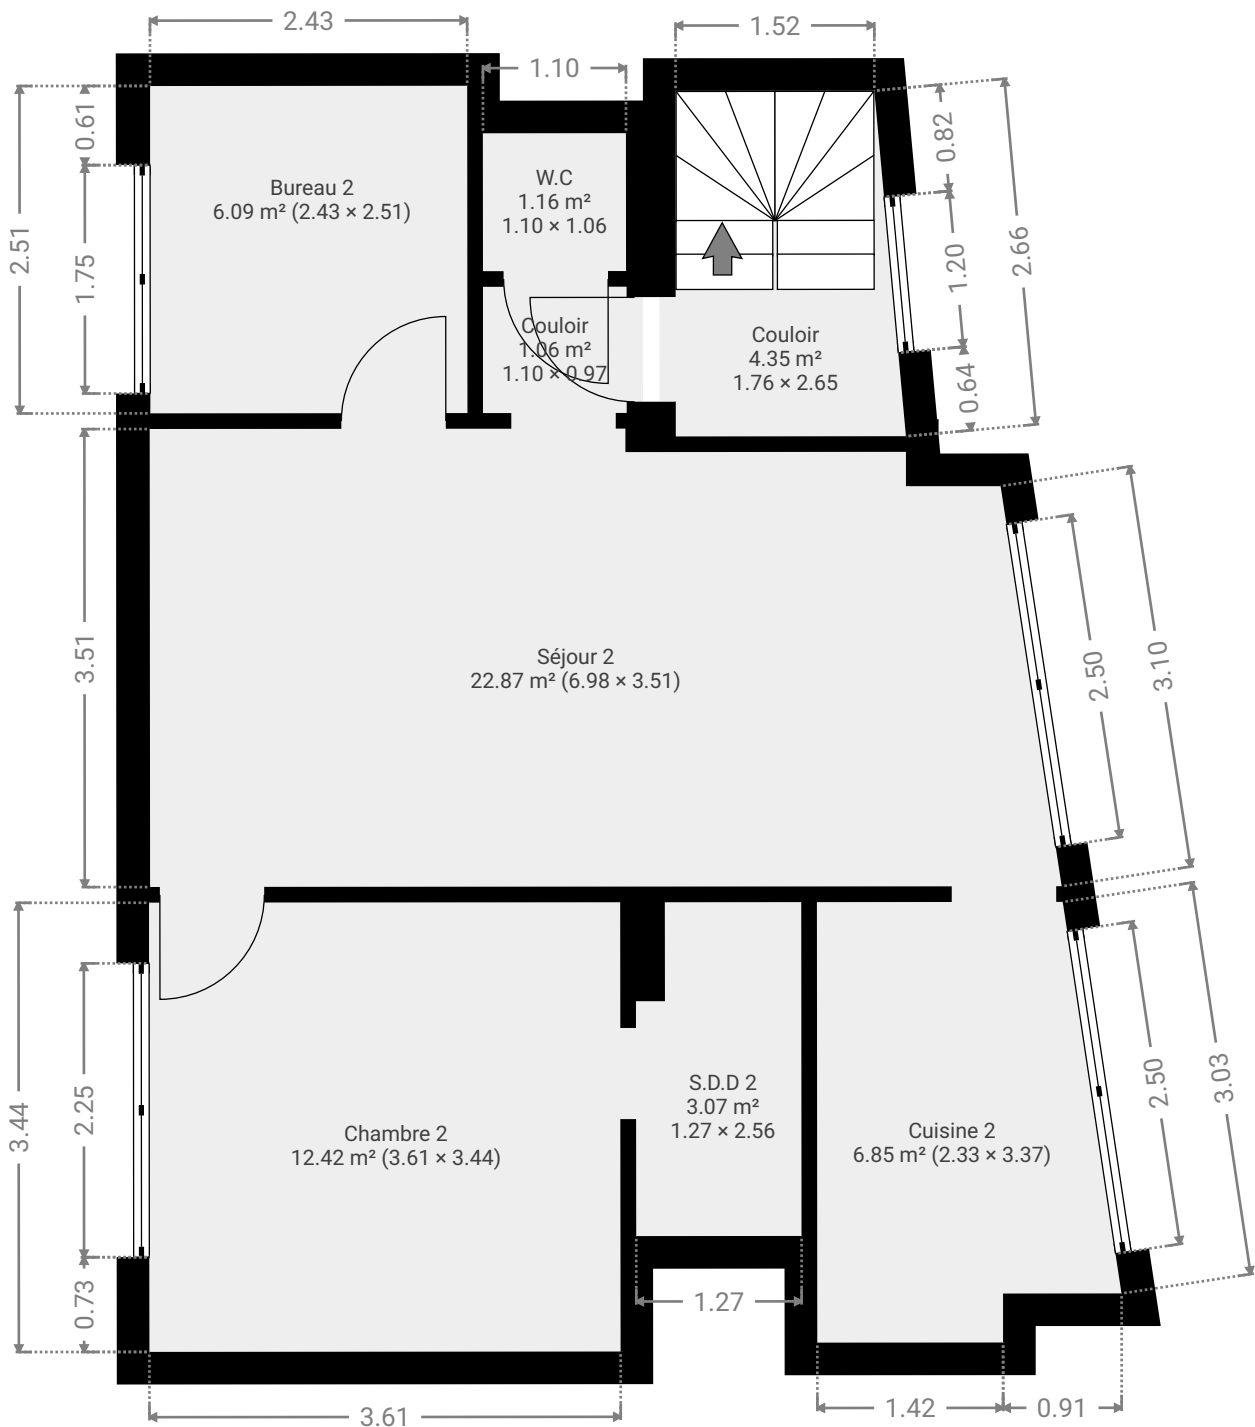 2.43
1.52
1.10
0.61
0.82
2.51
1.75
Bureau 2
6.09 m² (2.43 × 2.51)
W.C
1.16 m²
1.10 × 1.06
1.20
2.66
Couloir
1.06 m²
1.10 × 0.97
Couloir
4.35 m²
1.76 × 2.65
0.64
3.51
Séjour 2
22.87 m² (6.98 × 3.51)
2.50
3.10
3.44
2.25
0.73
Chambre 2
12.42 m² (3.61 × 3.44)
S.D.D 2
3.07 m²
1.27 × 2.56
Cuisine 2
6.85 m² (2.33 × 3.37)
2.50
3.03
1.27
3.61
1.42
0.91